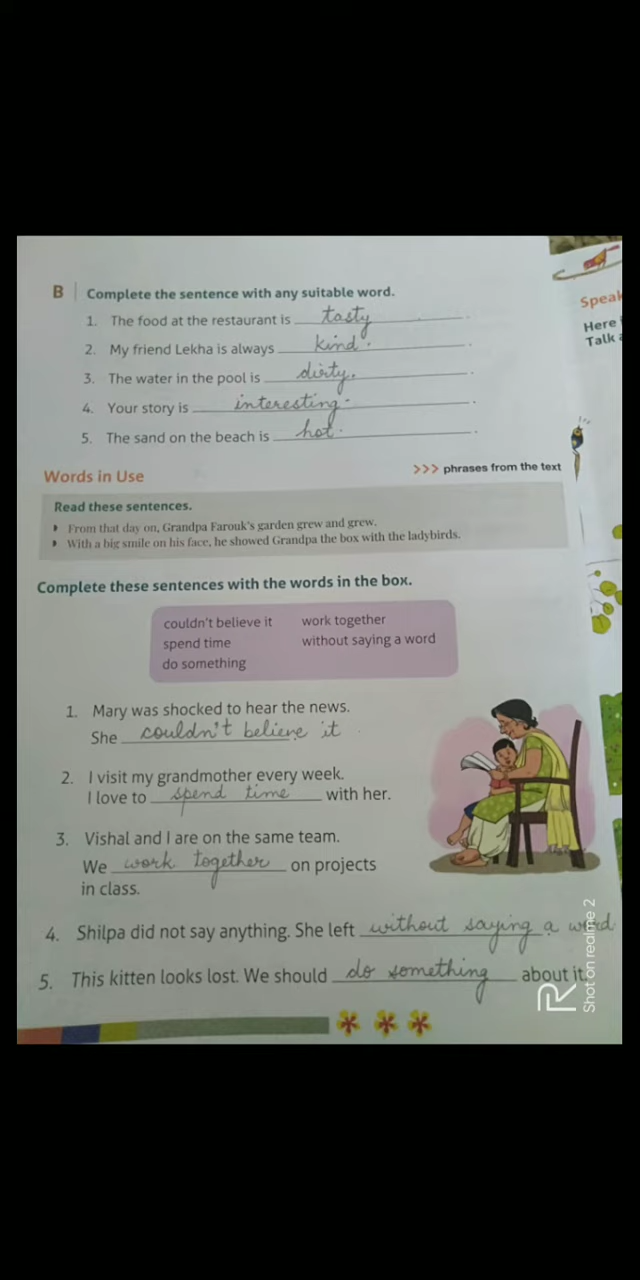 B | Complete the sentence with any suitable word.
1. The food at the restaurant is tasty.
2. My friend Lekha is always kind.
3. The water in the pool is dirty.
4. Your story is interesting.
5. The sand on the beach is hot.
Words in Use
>>> phrases from the text
Read these sentences.
From that day on, Grandpa Farouk's garden grew and grew.
With a big smile on his face, he showed Grandpa the box with the ladybirds.
Complete these sentences with the words in the box.
couldn't believe it work together
spend time without saying a word
do something
1. Mary was shocked to hear the news.
She couldn't believe it
2. I visit my grandmother every week.
I love to spend time with her.
3. Vishal and I are on the same team.
We work together on projects
in class.
4. Shilpa did not say anything. She left without saying a word
5. This kitten looks lost. We should do something about it.
Speak
Here
Talk
Shot on realme 2